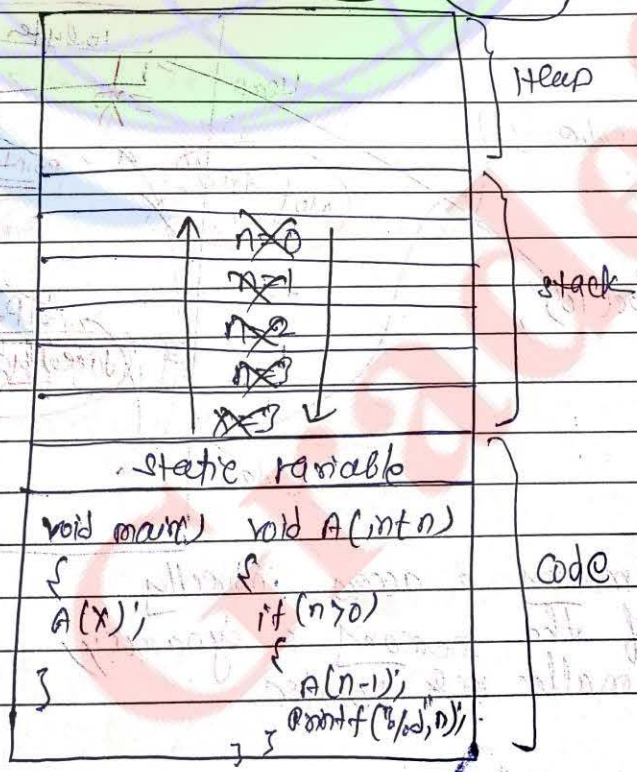 Heap
n=0
n=1
n=2
n=3
x=3
stack
static variable
void main() void A(int n)
{ {
A(x); if (n>0)
{
} A(n-1);
printf("%d",n);
} }
code